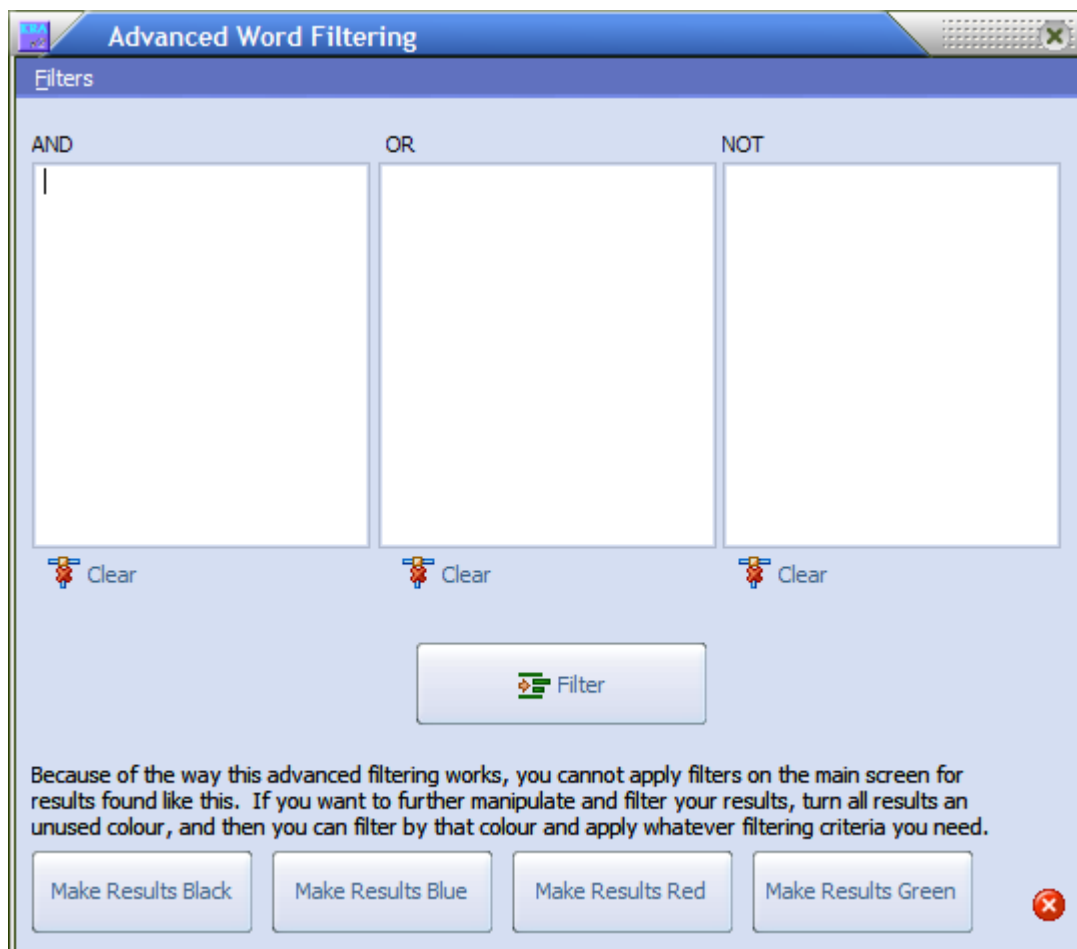 Advanced Word Filtering
Filters
AND OR NOT
Clear Clear Clear
Filter
Because of the way this advanced filtering works, you cannot apply filters on the main screen for
results found like this.  If you want to further manipulate and filter your results, turn all results an
unused colour, and then you can filter by that colour and apply whatever filtering criteria you need.
Make Results Black Make Results Blue Make Results Red Make Results Green